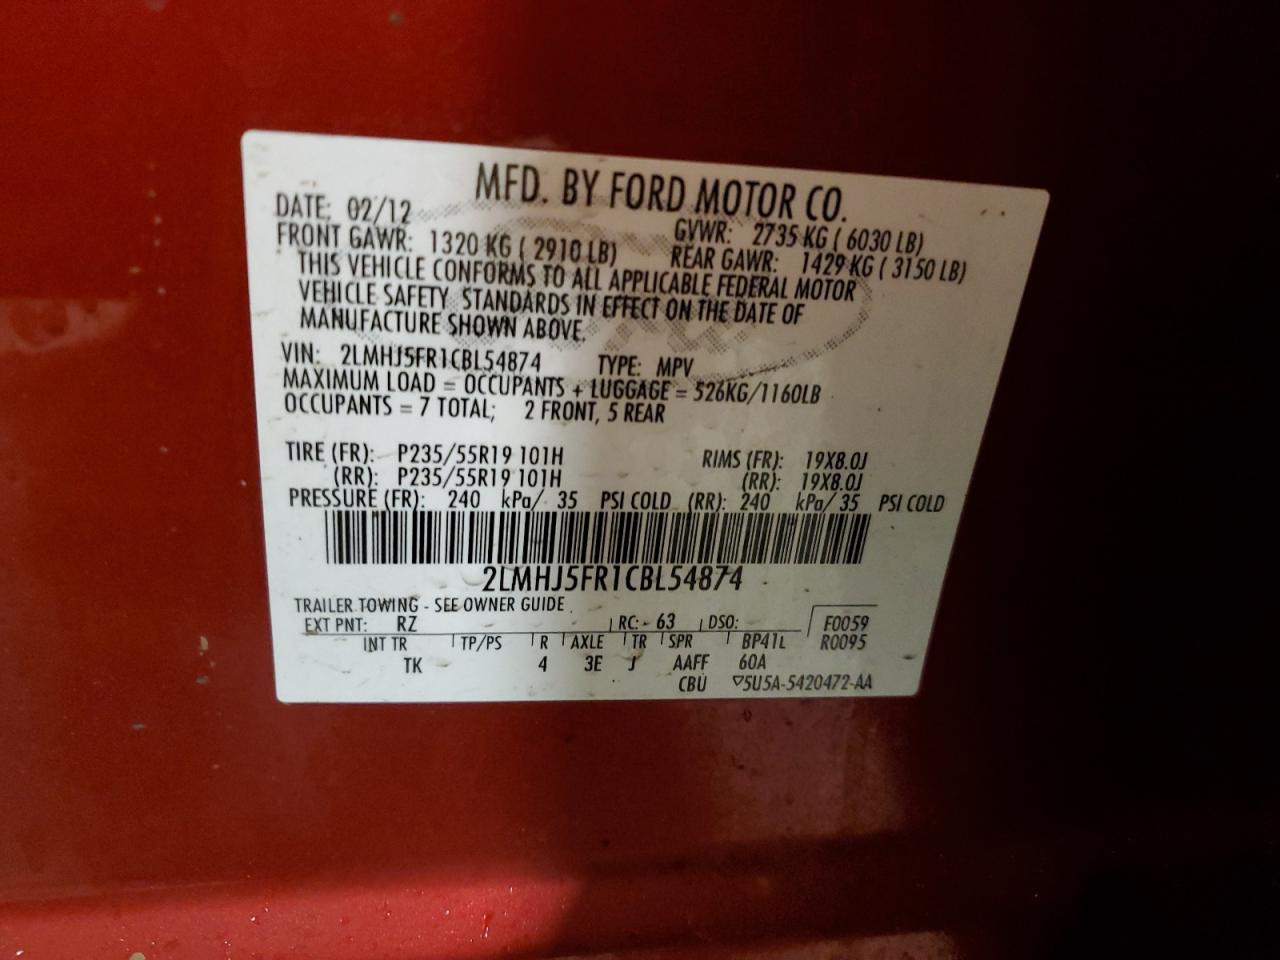 MFD. BY FORD MOTOR CO.
DATE: 02/12 GVWR: 2735 KG ( 6030 LB)
FRONT GAWR: 1320 KG ( 2910 LB) REAR GAWR: 1429 KG ( 3150 LB)
THIS VEHICLE CONFORMS TO ALL APPLICABLE FEDERAL MOTOR
VEHICLE SAFETY STANDARDS IN EFFECT ON THE DATE OF
MANUFACTURE SHOWN ABOVE.
VIN: 2LMHJ5FR1CBL54874 TYPE: MPV
MAXIMUM LOAD = OCCUPANTS + LUGGAGE = 526KG/1160LB
OCCUPANTS = 7 TOTAL; 2 FRONT, 5 REAR
TIRE (FR): P235/55R19 101H RIMS (FR): 19X8.0J
(RR): P235/55R19 101H (RR): 19X8.0J
PRESSURE (FR): 240 kPa/ 35 PSI COLD (RR): 240 kPa/ 35 PSI COLD
2LMHJ5FR1CBL54874
TRAILER TOWING - SEE OWNER GUIDE
EXT PNT: RZ RC: 63 DSO: F0059
INT TR TP/PS R AXLE TR SPR BP41L R0095
TK 4 3E J AAFF 60A
CBU ▽5U5A-5420472-AA